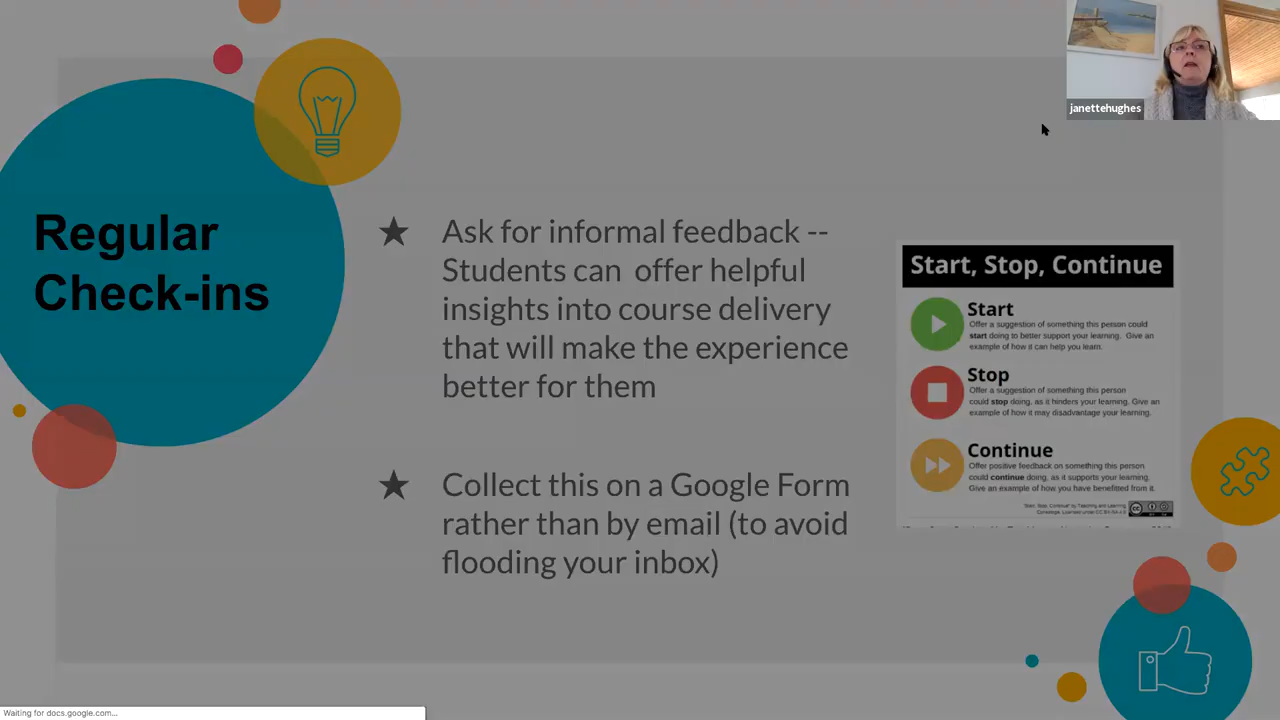 janettehughes
Regular
Check-ins
★ Ask for informal feedback --
Students can offer helpful
insights into course delivery
that will make the experience
better for them
★ Collect this on a Google Form
rather than by email (to avoid
flooding your inbox)
Start, Stop, Continue
Start
Offer a suggestion of something this person could
start doing to better support your learning. Give an
example of how it can help you learn.
Stop
Offer a suggestion of something this person
could stop doing, as it hinders your learning. Give an
example of how it may disadvantage your learning.
Continue
Offer positive feedback on something this person
could continue doing, as it supports your learning.
Give an example of how you have benefitted from it.
Waiting for docs.google.com...